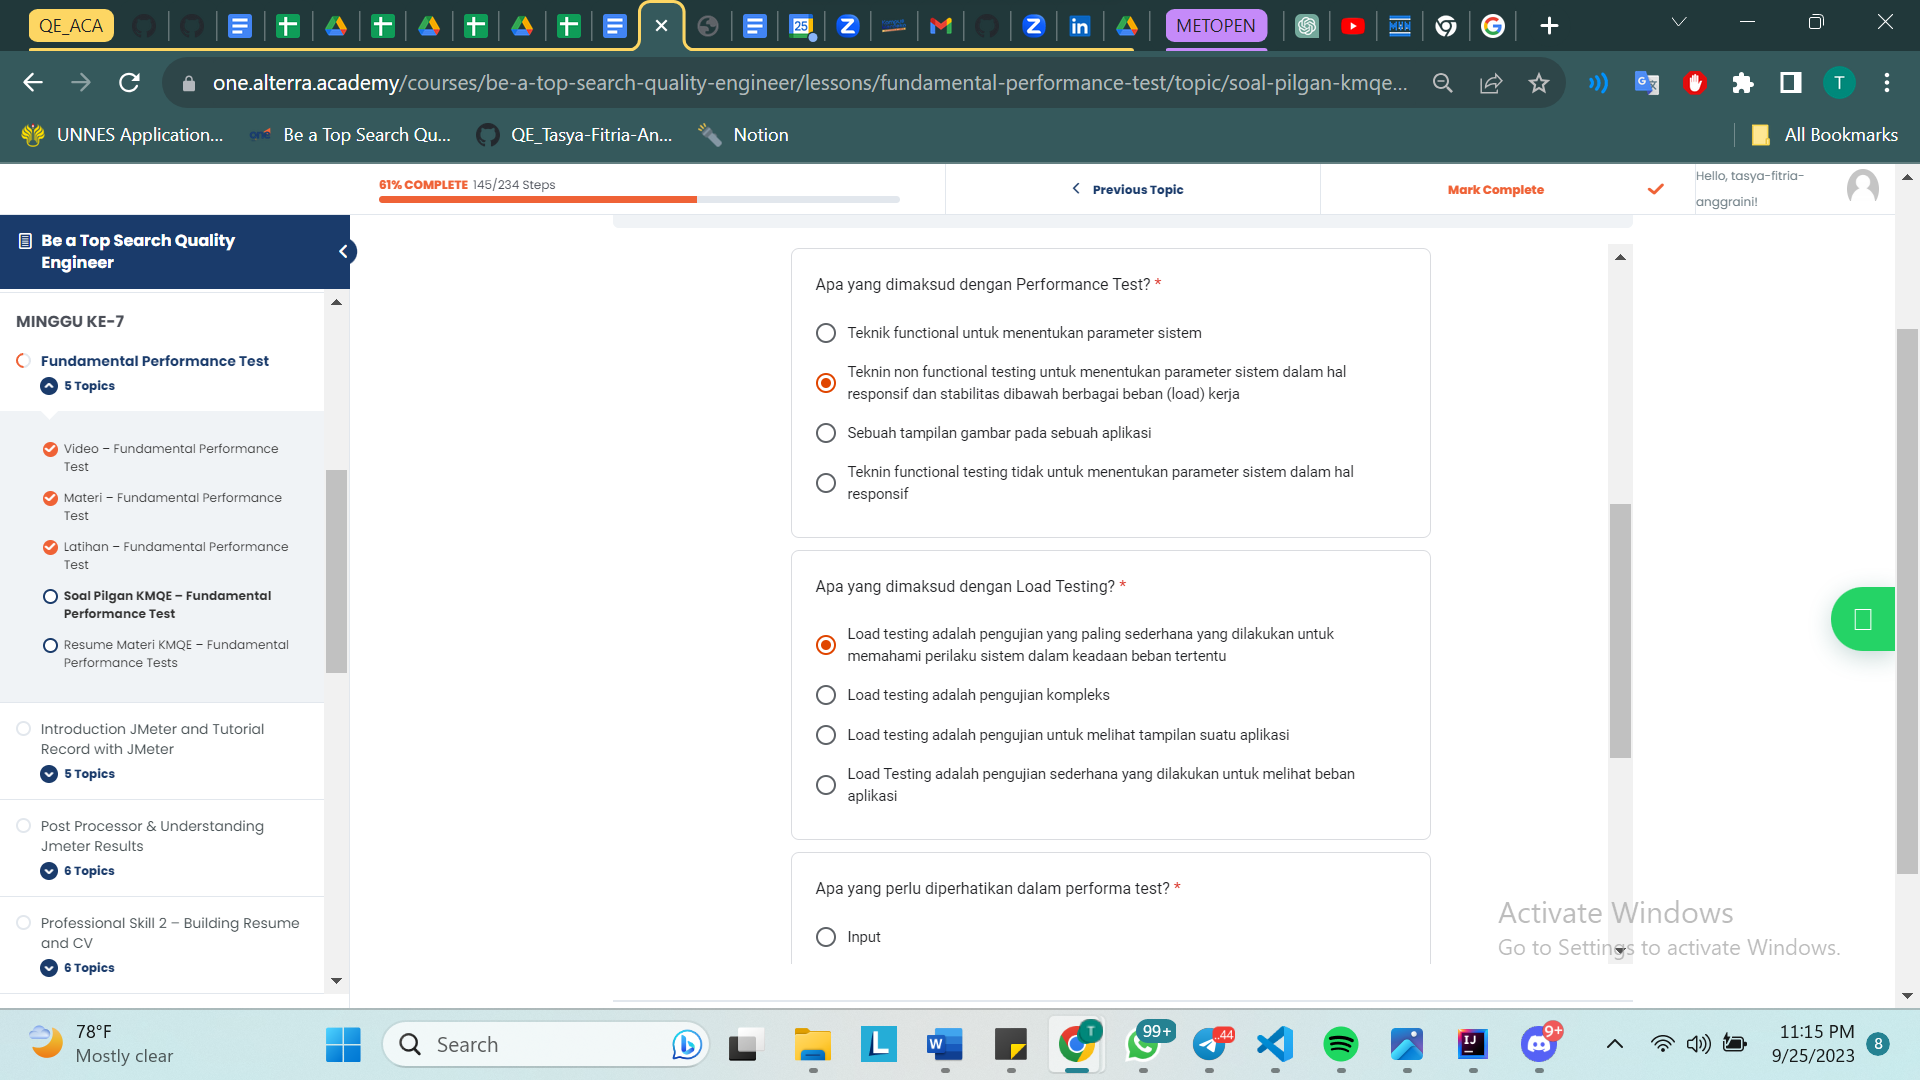 QE_ACA
25
METOPEN
one.alterra.academy/courses/be-a-top-search-quality-engineer/lessons/fundamental-performance-test/topic/soal-pilgan-kmqe...
T
UNNES Application...
one
Be a Top Search Qu...
QE_Tasya-Fitria-An...
Notion
All Bookmarks
61% COMPLETE 145/234 Steps
Previous Topic
Mark Complete
Hello, tasya-fitria-
anggraini!
Be a Top Search Quality
Engineer
MINGGU KE-7
Fundamental Performance Test
5 Topics
Video – Fundamental Performance
Test
Materi – Fundamental Performance
Test
Latihan – Fundamental Performance
Test
Soal Pilgan KMQE – Fundamental
Performance Test
Resume Materi KMQE – Fundamental
Performance Tests
Introduction JMeter and Tutorial
Record with JMeter
5 Topics
Post Processor & Understanding
Jmeter Results
6 Topics
Professional Skill 2 – Building Resume
and CV
6 Topics
Apa yang dimaksud dengan Performance Test? *
Teknik functional untuk menentukan parameter sistem
Teknin non functional testing untuk menentukan parameter sistem dalam hal
responsif dan stabilitas dibawah berbagai beban (load) kerja
Sebuah tampilan gambar pada sebuah aplikasi
Teknin functional testing tidak untuk menentukan parameter sistem dalam hal
responsif
Apa yang dimaksud dengan Load Testing? *
Load testing adalah pengujian yang paling sederhana yang dilakukan untuk
memahami perilaku sistem dalam keadaan beban tertentu
Load testing adalah pengujian kompleks
Load testing adalah pengujian untuk melihat tampilan suatu aplikasi
Load Testing adalah pengujian sederhana yang dilakukan untuk melihat beban
aplikasi
Apa yang perlu diperhatikan dalam performa test? *
Input
Activate Windows
Go to Settings to activate Windows.
78°F
Mostly clear
Search
L
W
T
99+
..44
IJ
9+
11:15 PM
9/25/2023
8